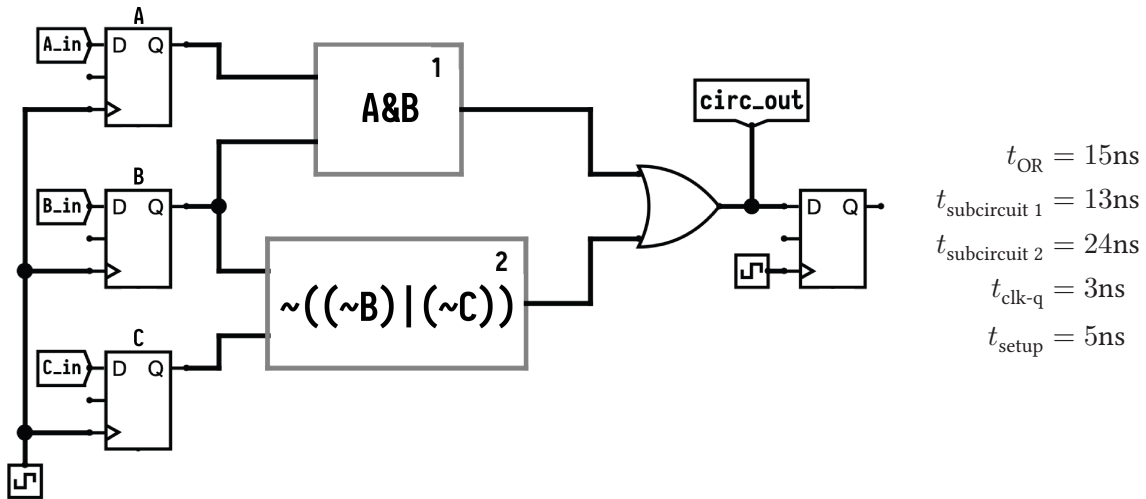 A
A_in
D Q
1
A&B
circ_out
B
B_in
D Q
D Q
2
~((~B)|(~C))
C
C_in
D Q
t_OR = 15ns
t_subcircuit 1 = 13ns
t_subcircuit 2 = 24ns
t_clk-q = 3ns
t_setup = 5ns